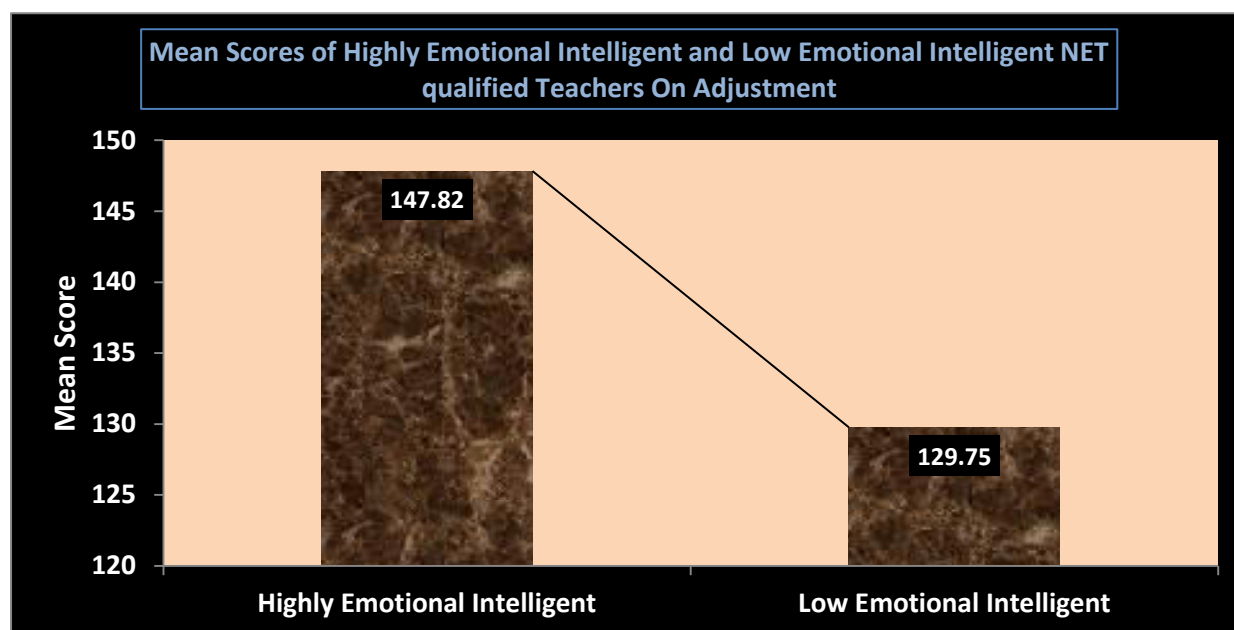 Mean Scores of Highly Emotional Intelligent and Low Emotional Intelligent NET
qualified Teachers On Adjustment
150
145
140
135
130
125
120
Mean Score
147.82
129.75
Highly Emotional Intelligent
Low Emotional Intelligent